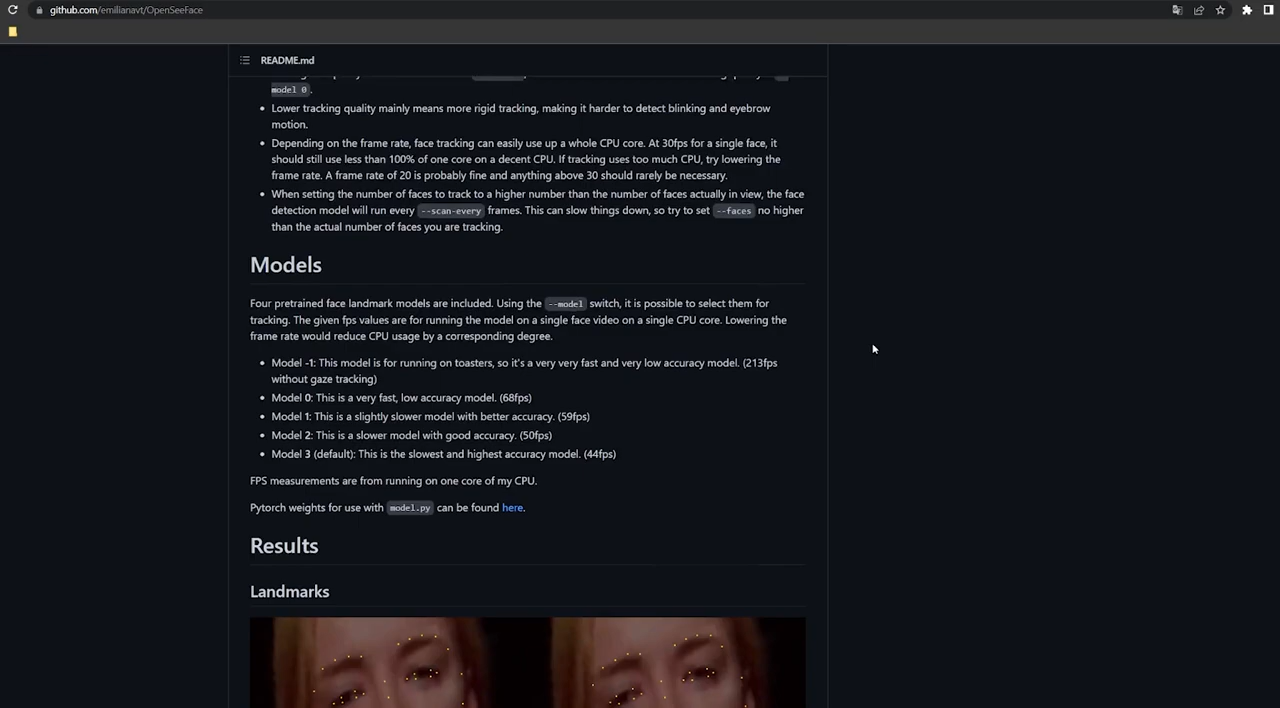 github.com/emilianavt/OpenSeeFace
README.md
model 0 .
Lower tracking quality mainly means more rigid tracking, making it harder to detect blinking and eyebrow
motion.
Depending on the frame rate, face tracking can easily use up a whole CPU core. At 30fps for a single face, it
should still use less than 100% of one core on a decent CPU. If tracking uses too much CPU, try lowering the
frame rate. A frame rate of 20 is probably fine and anything above 30 should rarely be necessary.
When setting the number of faces to track to a higher number than the number of faces actually in view, the face
detection model will run every --scan-every frames. This can slow things down, so try to set --faces no higher
than the actual number of faces you are tracking.
Models
Four pretrained face landmark models are included. Using the --model switch, it is possible to select them for
tracking. The given fps values are for running the model on a single face video on a single CPU core. Lowering the
frame rate would reduce CPU usage by a corresponding degree.
Model -1: This model is for running on toasters, so it's a very very fast and very low accuracy model. (213fps
without gaze tracking)
Model 0: This is a very fast, low accuracy model. (68fps)
Model 1: This is a slightly slower model with better accuracy. (59fps)
Model 2: This is a slower model with good accuracy. (50fps)
Model 3 (default): This is the slowest and highest accuracy model. (44fps)
FPS measurements are from running on one core of my CPU.
Pytorch weights for use with model.py can be found here.
Results
Landmarks